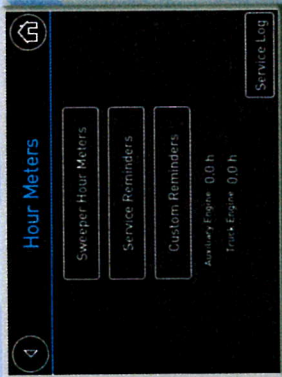 Hour Meters
Sweeper Hour Meters
Service Reminders
Custom Reminders
Auxiliary Engine 0.0 h
Truck Engine 0.0 h
Service Log